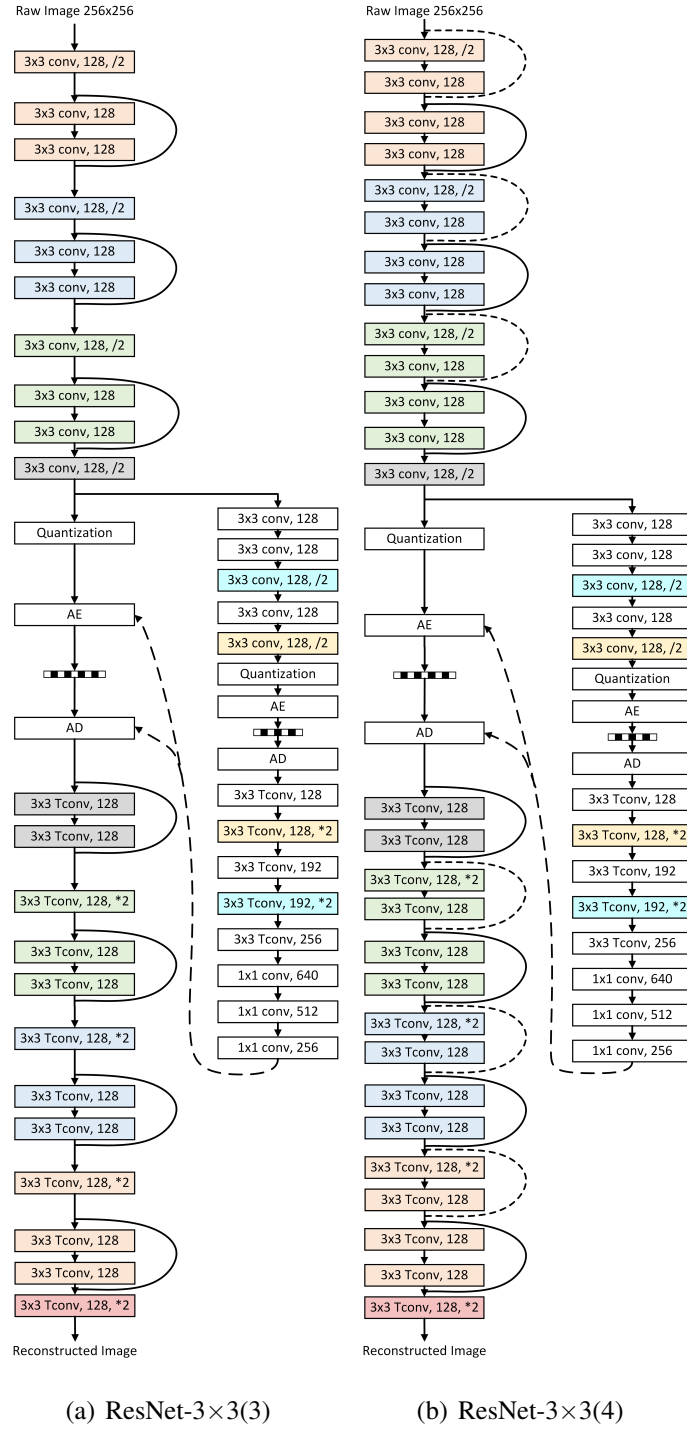 Raw Image 256x256
3x3 conv, 128, /2
3x3 conv, 128
3x3 conv, 128
3x3 conv, 128, /2
3x3 conv, 128
3x3 conv, 128
3x3 conv, 128, /2
3x3 conv, 128
3x3 conv, 128
3x3 conv, 128, /2
Quantization
AE
AD
3x3 Tconv, 128
3x3 Tconv, 128
3x3 Tconv, 128, *2
3x3 Tconv, 128
3x3 Tconv, 128
3x3 Tconv, 128, *2
3x3 Tconv, 128
3x3 Tconv, 128
3x3 Tconv, 128, *2
3x3 Tconv, 128
3x3 Tconv, 128
3x3 Tconv, 128, *2
Reconstructed Image
3x3 conv, 128
3x3 conv, 128
3x3 conv, 128, /2
3x3 conv, 128
3x3 conv, 128, /2
Quantization
AE
AD
3x3 Tconv, 128
3x3 Tconv, 128, *2
3x3 Tconv, 192
3x3 Tconv, 192, *2
3x3 Tconv, 256
1x1 conv, 640
1x1 conv, 512
1x1 conv, 256
(a) ResNet-3×3(3)
Raw Image 256x256
3x3 conv, 128, /2
3x3 conv, 128
3x3 conv, 128
3x3 conv, 128
3x3 conv, 128, /2
3x3 conv, 128
3x3 conv, 128
3x3 conv, 128
3x3 conv, 128, /2
3x3 conv, 128
3x3 conv, 128
3x3 conv, 128
3x3 conv, 128, /2
Quantization
AE
AD
3x3 Tconv, 128
3x3 Tconv, 128
3x3 Tconv, 128, *2
3x3 Tconv, 128
3x3 Tconv, 128
3x3 Tconv, 128
3x3 Tconv, 128, *2
3x3 Tconv, 128
3x3 Tconv, 128
3x3 Tconv, 128
3x3 Tconv, 128, *2
3x3 Tconv, 128
3x3 Tconv, 128
3x3 Tconv, 128
3x3 Tconv, 128, *2
Reconstructed Image
3x3 conv, 128
3x3 conv, 128
3x3 conv, 128, /2
3x3 conv, 128
3x3 conv, 128, /2
Quantization
AE
AD
3x3 Tconv, 128
3x3 Tconv, 128, *2
3x3 Tconv, 192
3x3 Tconv, 192, *2
3x3 Tconv, 256
1x1 conv, 640
1x1 conv, 512
1x1 conv, 256
(b) ResNet-3×3(4)